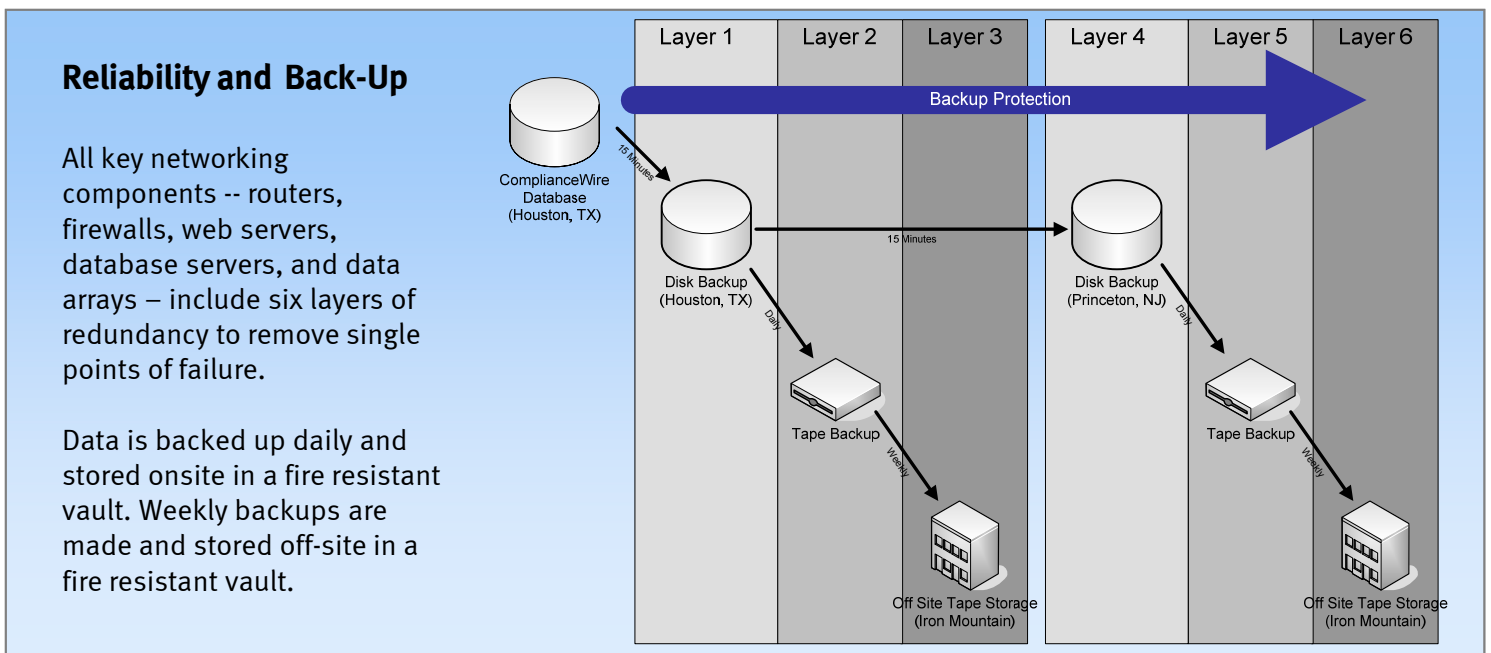 Reliability and Back-Up
All key networking
components -- routers,
firewalls, web servers,
database servers, and data
arrays – include six layers of
redundancy to remove single
points of failure.
Data is backed up daily and
stored onsite in a fire resistant
vault. Weekly backups are
made and stored off-site in a
fire resistant vault.
Layer 1
Layer 2
Layer 3
Layer 4
Layer 5
Layer 6
Backup Protection
ComplianceWire
Database
(Houston, TX)
15 Minutes
Disk Backup
(Houston, TX)
15 Minutes
Disk Backup
(Princeton, NJ)
Daily
Daily
Tape Backup
Tape Backup
Weekly
Weekly
Off Site Tape Storage
(Iron Mountain)
Off Site Tape Storage
(Iron Mountain)